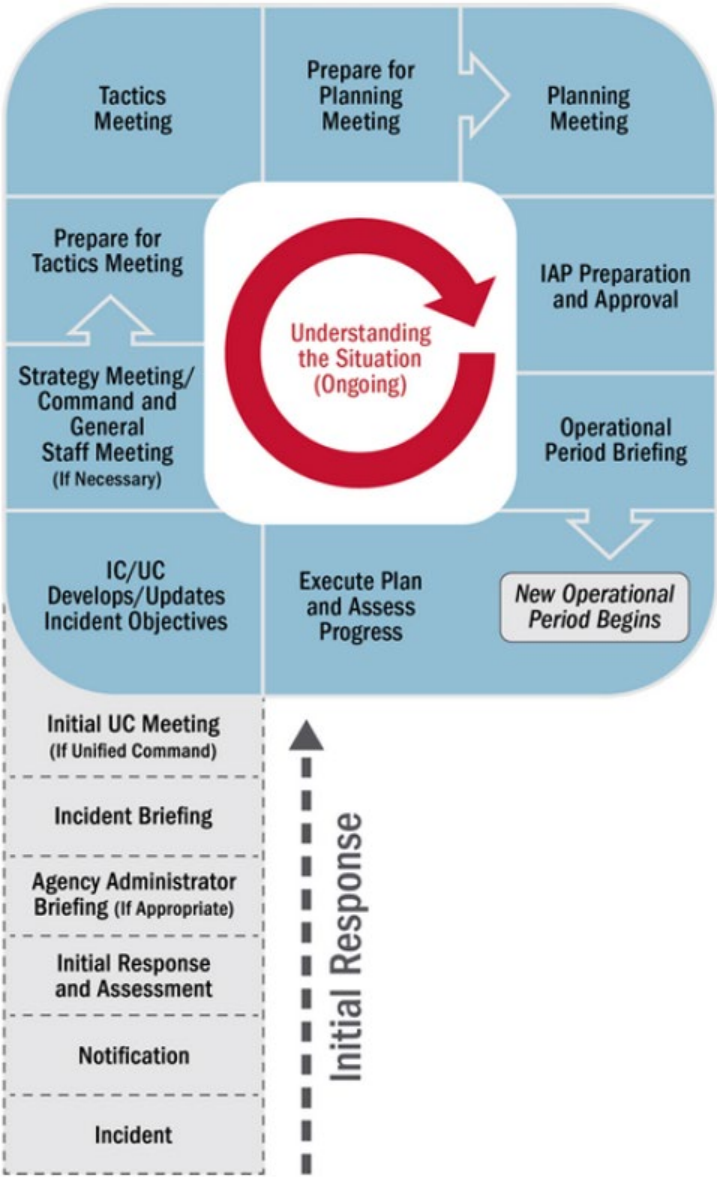 Tactics
Meeting
Prepare for
Planning
Meeting
Planning
Meeting
Prepare for
Tactics Meeting
Understanding
the Situation
(Ongoing)
IAP Preparation
and Approval
Strategy Meeting/
Command and
General
Staff Meeting
(If Necessary)
Operational
Period Briefing
IC/UC
Develops/Updates
Incident Objectives
Execute Plan
and Assess
Progress
New Operational
Period Begins
Initial UC Meeting
(If Unified Command)
Incident Briefing
Agency Administrator
Briefing (If Appropriate)
Initial Response
and Assessment
Notification
Incident
Initial Response